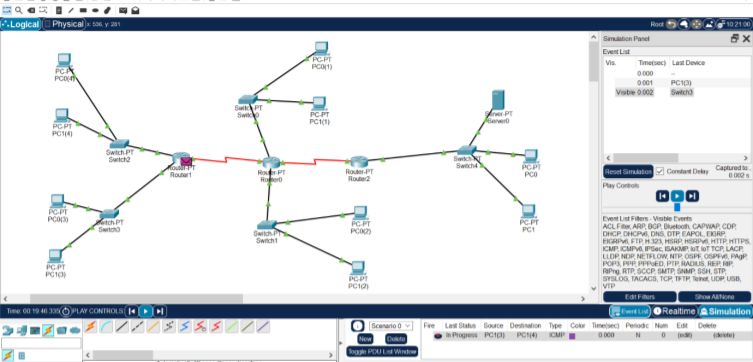 Logical
Physical
x: 536, y: 281
Root
10:21:00
PC-PT
PC0(4)
PC-PT
PC1(4)
Switch-PT
Switch2
PC-PT
PC0(3)
Switch-PT
Switch3
PC-PT
PC1(3)
Router-PT
Router1
PC-PT
PC0(1)
Switch-PT
Switch0
PC-PT
PC1(1)
Router-PT
Router0
Switch-PT
Switch1
PC-PT
PC0(2)
PC-PT
PC1(2)
Router-PT
Router2
Server-PT
Server0
Switch-PT
Switch4
PC-PT
PC0
PC-PT
PC1
Simulation Panel
Event List
Vis. Time(sec) Last Device
0.000 --
0.001 PC1(3)
Visible 0.002 Switch3
Reset Simulation
Constant Delay
Captured to:
0.002 s
Play Controls
Event List Filters - Visible Events
ACL Filter, ARP, BGP, Bluetooth, CAPWAP, CDP,
DHCP, DHCPv6, DNS, DTP, EAPOL, EIGRP,
EIGRPv6, FTP, H.323, HSRP, HSRPv6, HTTP, HTTPS,
ICMP, ICMPv6, IPSec, ISAKMP, IoT, IoT TCP, LACP,
LLDP, NDP, NETFLOW, NTP, OSPF, OSPFv6, PAgP,
POP3, PPP, PPPoED, PTP, RADIUS, REP, RIP,
RIPng, RTP, SCCP, SMTP, SNMP, SSH, STP,
SYSLOG, TACACS, TCP, TFTP, Telnet, UDP, USB,
VTP
Edit Filters
Show All/None
Time: 00:19:46.335
PLAY CONTROLS:
Event List
Realtime
Simulation
Scenario 0
New
Delete
Toggle PDU List Window
Fire Last Status Source Destination Type Color Time(sec) Periodic Num Edit Delete
In Progress PC1(3) PC1(4) ICMP 0.000 N 0 (edit) (delete)